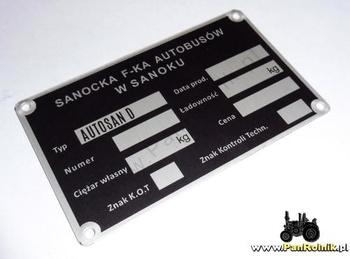 SANOCKA F-KA AUTOBUSÓW
W SANOKU
Typ AUTOSAN D
Numer
Ciężar własny kg
Znak K.O.T
Data prod.
Ładowność kg
Cena
Znak Kontroli Techn.
www.PanRolnik.pl